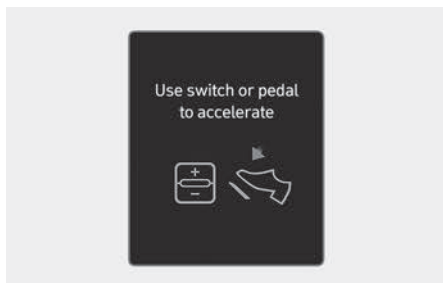 Use switch or pedal
to accelerate
+
−